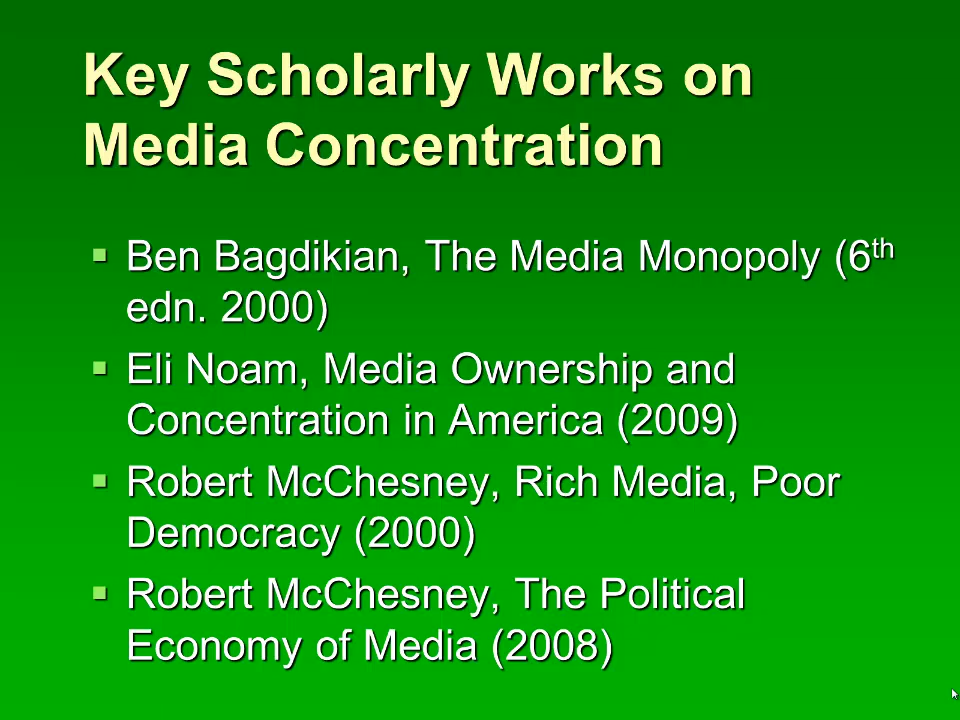 Key Scholarly Works on
Media Concentration
▪ Ben Bagdikian, The Media Monopoly (6th
edn. 2000)
▪ Eli Noam, Media Ownership and
Concentration in America (2009)
▪ Robert McChesney, Rich Media, Poor
Democracy (2000)
▪ Robert McChesney, The Political
Economy of Media (2008)